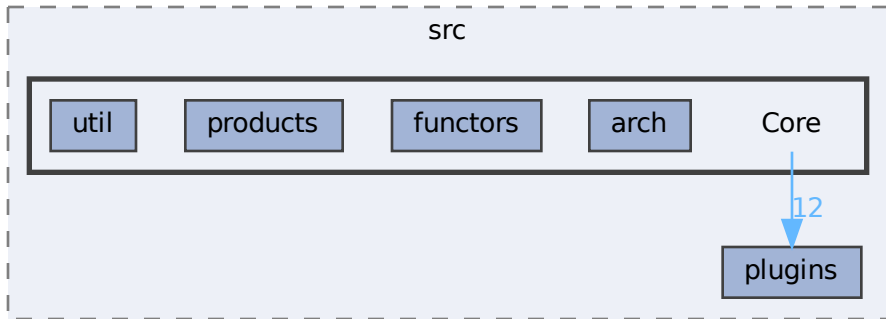 src
util
products
functors
arch
Core
12
plugins